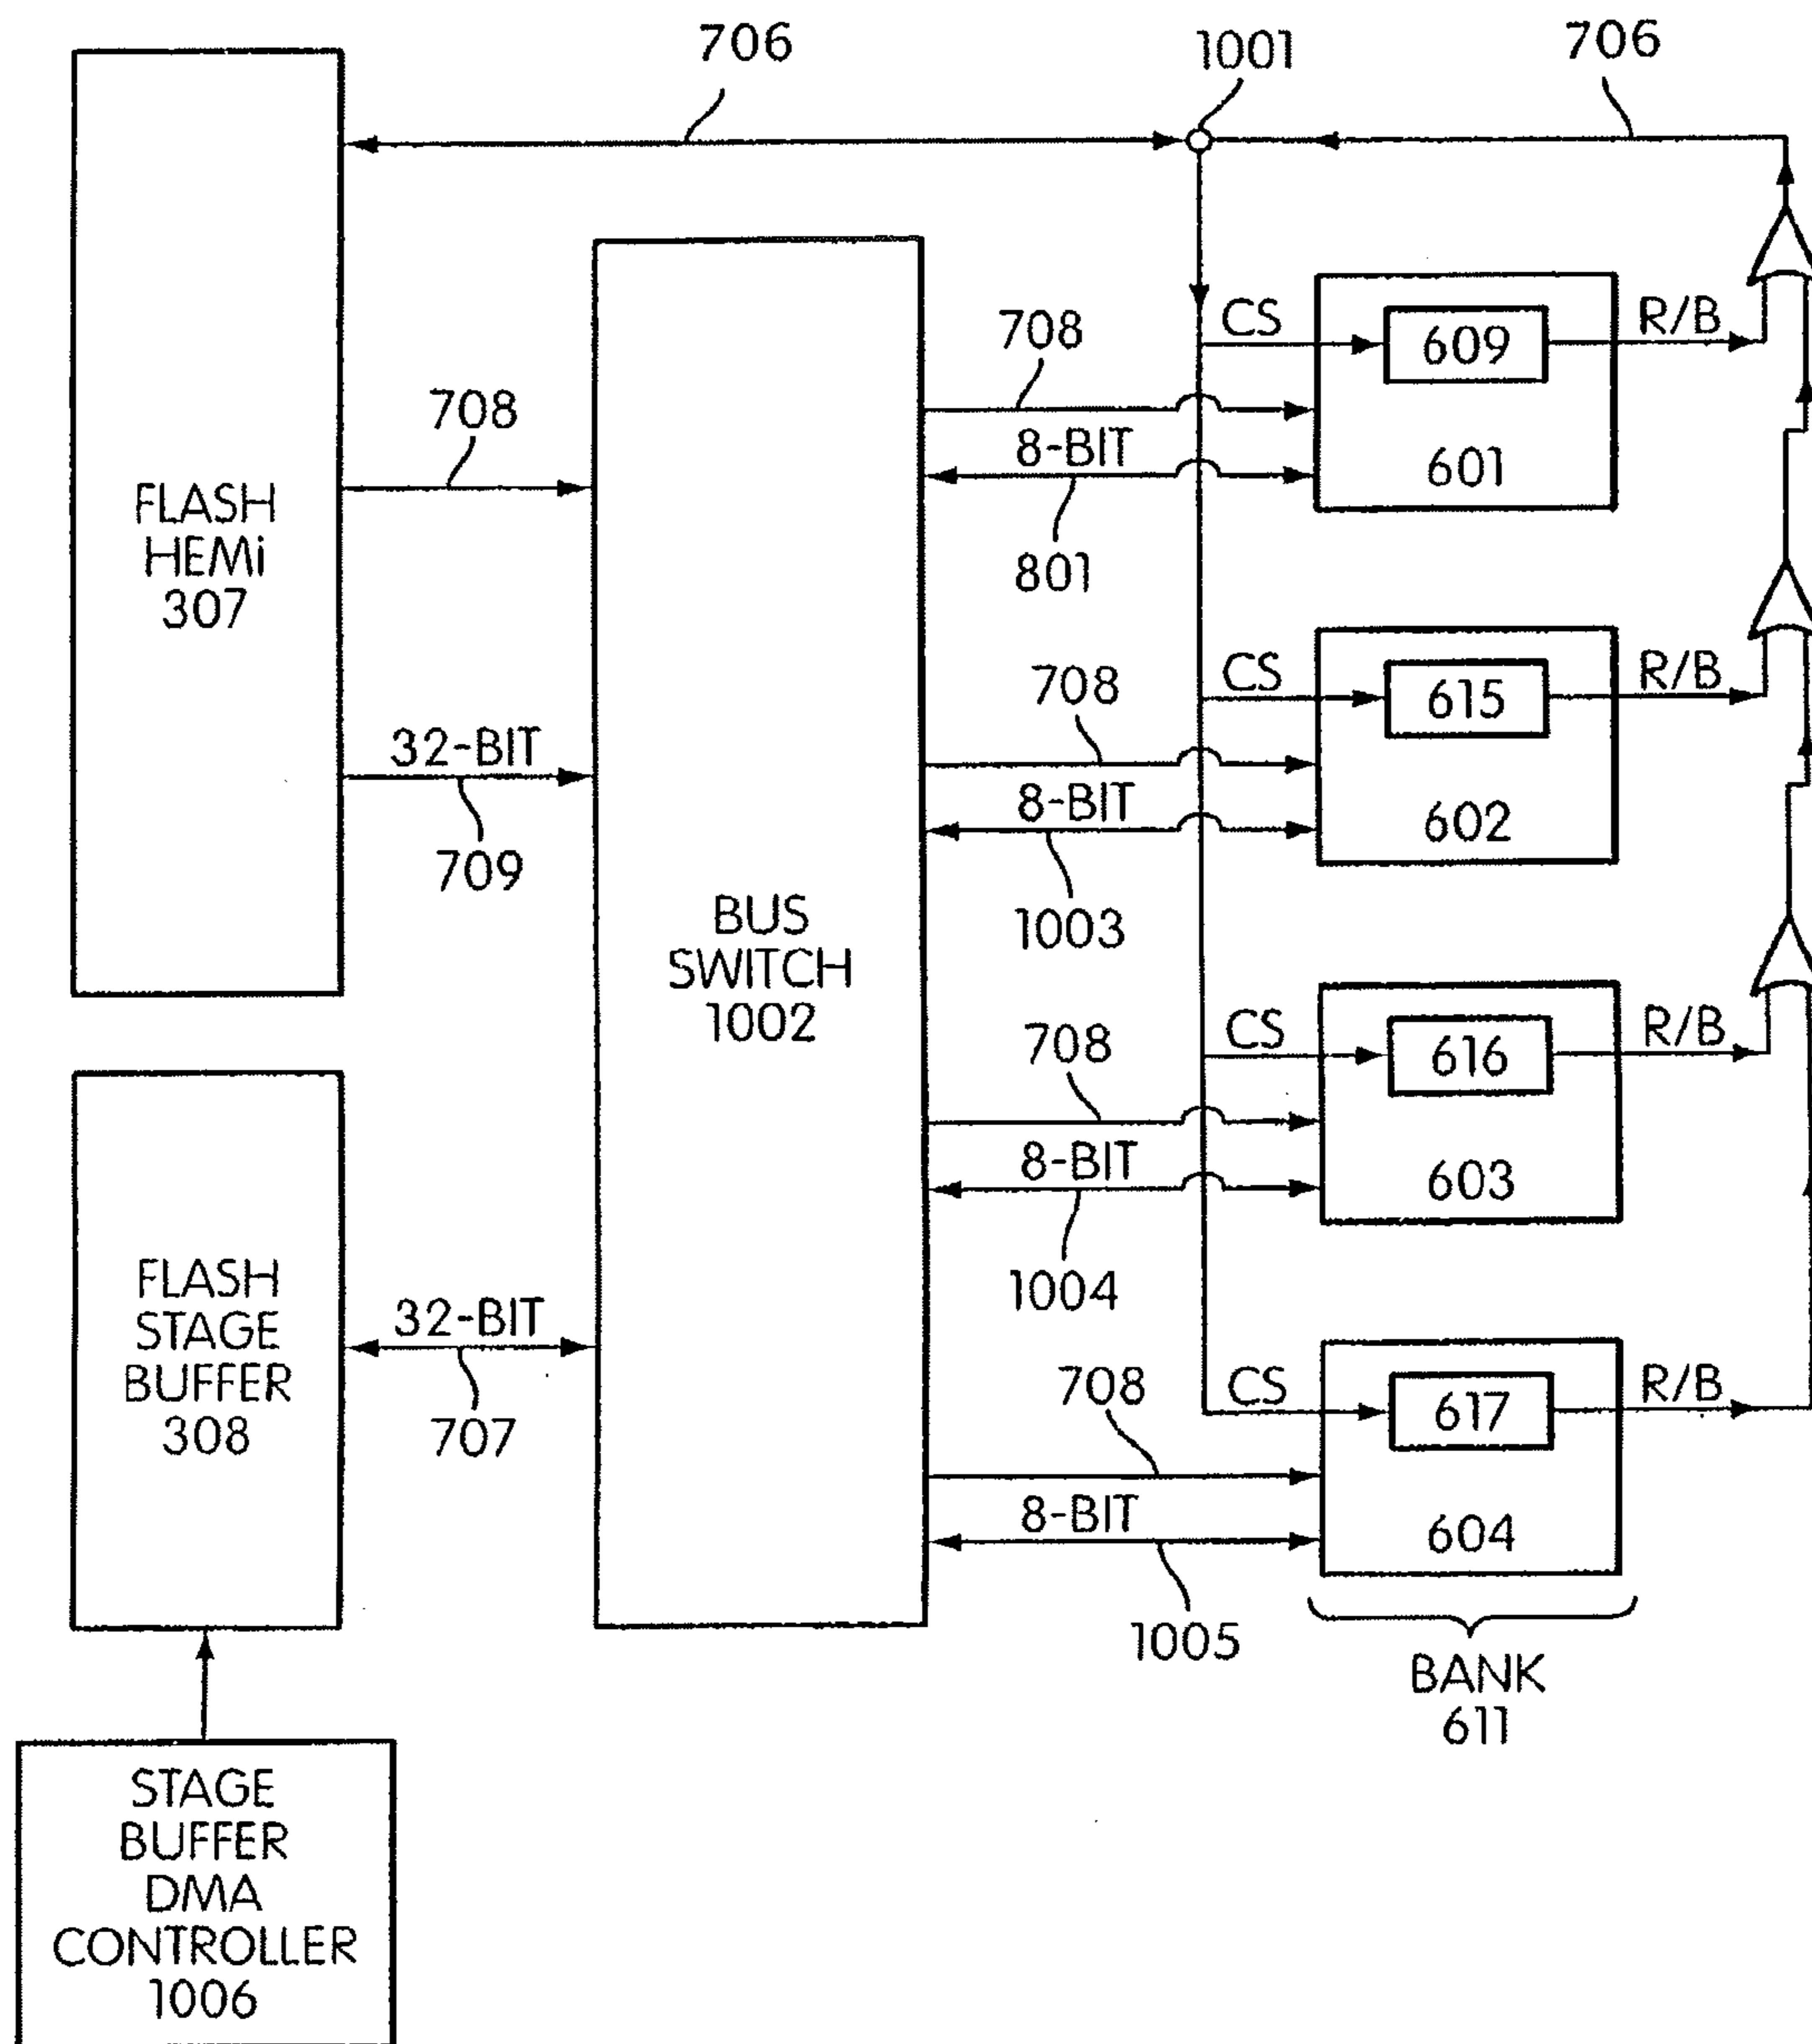 706
1001
706
FLASH
HEMi
307
708
32-BIT
709
BUS
SWITCH
1002
708
8-BIT
801
CS
609
R/B
601
708
8-BIT
1003
CS
615
R/B
602
708
8-BIT
1004
CS
616
R/B
603
FLASH
STAGE
BUFFER
308
32-BIT
707
708
8-BIT
1005
CS
617
R/B
604
BANK
611
STAGE
BUFFER
DMA
CONTROLLER
1006